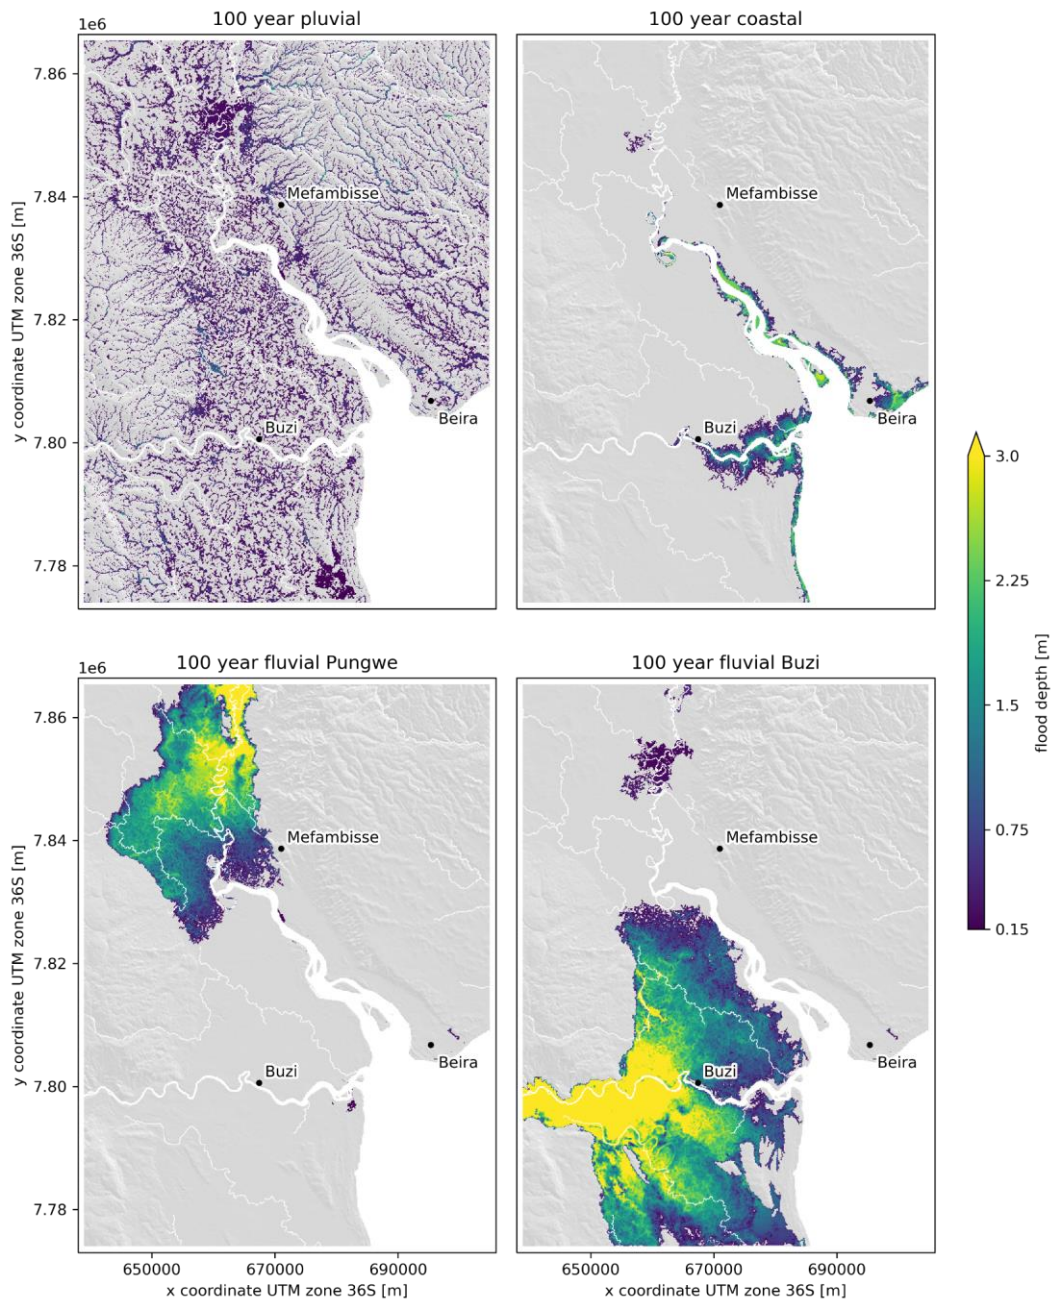 100 year pluvial
100 year coastal
1e6
7.86
7.84
7.82
7.80
7.78
y coordinate UTM zone 36S [m]
Mefambisse
Buzi
Beira
Mefambisse
Buzi
Beira
3.0
2.25
1.5
0.75
0.15
flood depth [m]
100 year fluvial Pungwe
100 year fluvial Buzi
1e6
7.86
7.84
7.82
7.80
7.78
y coordinate UTM zone 36S [m]
Mefambisse
Buzi
Beira
Mefambisse
Buzi
Beira
650000 670000 690000
650000 670000 690000
x coordinate UTM zone 36S [m]
x coordinate UTM zone 36S [m]